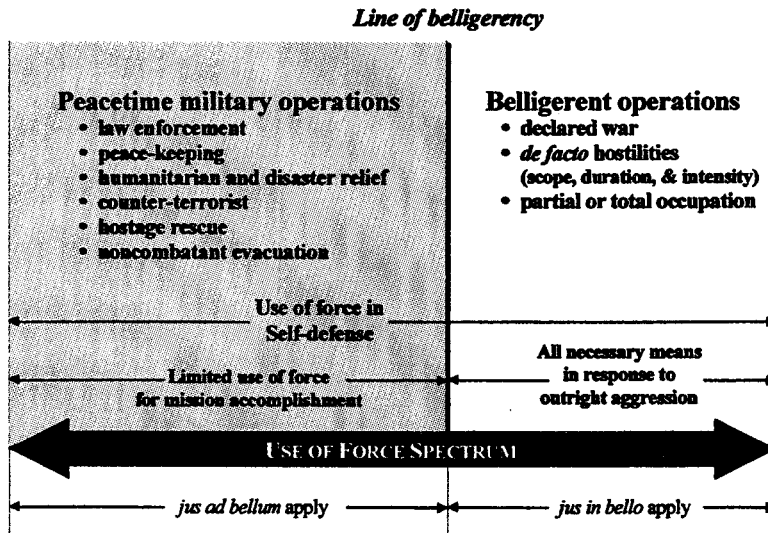 Line of belligerency
Peacetime military operations
• law enforcement
• peace-keeping
• humanitarian and disaster relief
• counter-terrorist
• hostage rescue
• noncombatant evacuation
Belligerent operations
• declared war
• de facto hostilities
(scope, duration, & intensity)
• partial or total occupation
Use of force in
Self-defense
Limited use of force
for mission accomplishment
All necessary means
in response to
outright aggression
USE OF FORCE SPECTRUM
jus ad bellum apply
jus in bello apply